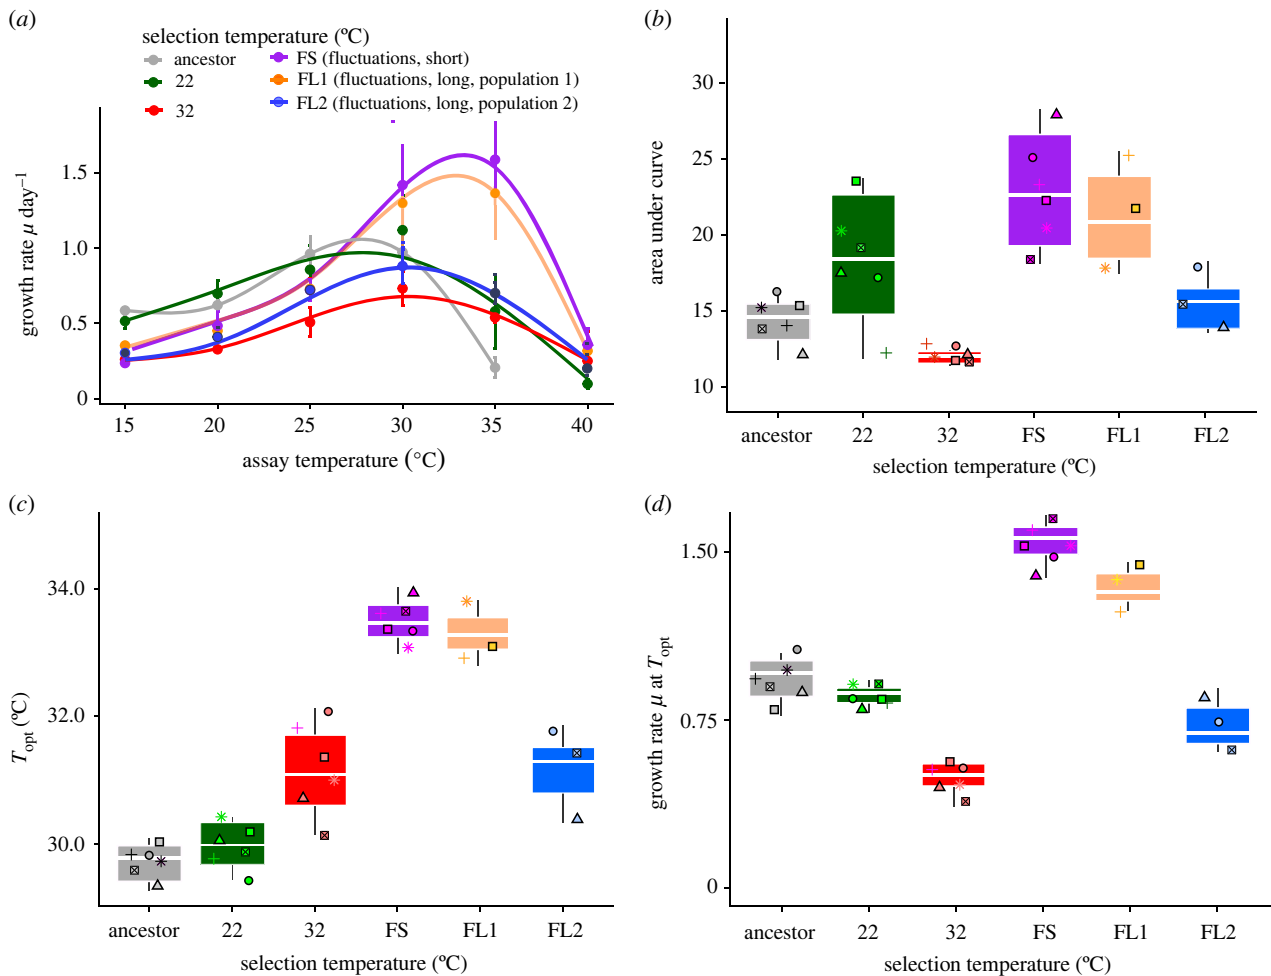 (a)
selection temperature (ºC)
ancestor
22
32
FS (fluctuations, short)
FL1 (fluctuations, long, population 1)
FL2 (fluctuations, long, population 2)
growth rate μ day⁻¹
1.5
1.0
0.5
0
15
20
25
30
35
40
assay temperature (°C)
(b)
area under curve
30
25
20
15
10
ancestor
22
32
FS
FL1
FL2
selection temperature (ºC)
(c)
T_opt (ºC)
34.0
32.0
30.0
ancestor
22
32
FS
FL1
FL2
selection temperature (ºC)
(d)
growth rate μ at T_opt
1.50
0.75
0
ancestor
22
32
FS
FL1
FL2
selection temperature (ºC)